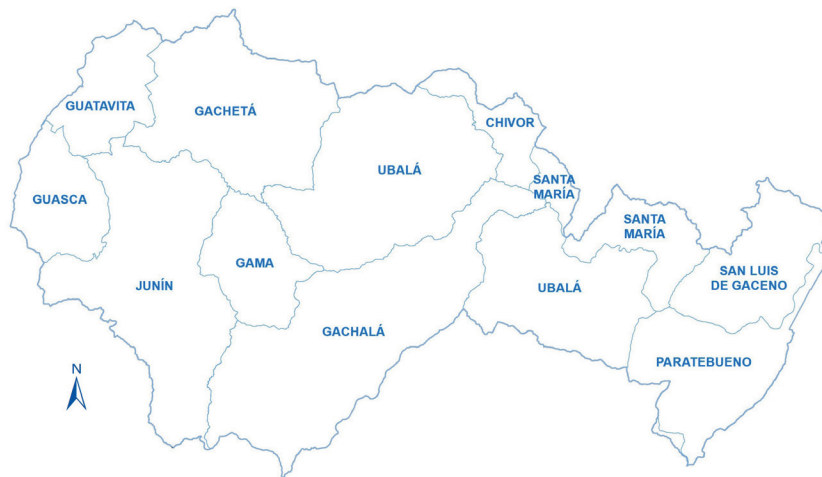 GUATAVITA
GACHETÁ
CHIVOR
UBALÁ
SANTA
MARÍA
GUASCA
SANTA
MARÍA
GAMA
JUNÍN
SAN LUIS
DE GACENO
UBALÁ
GACHALÁ
PARATEBUENO
N